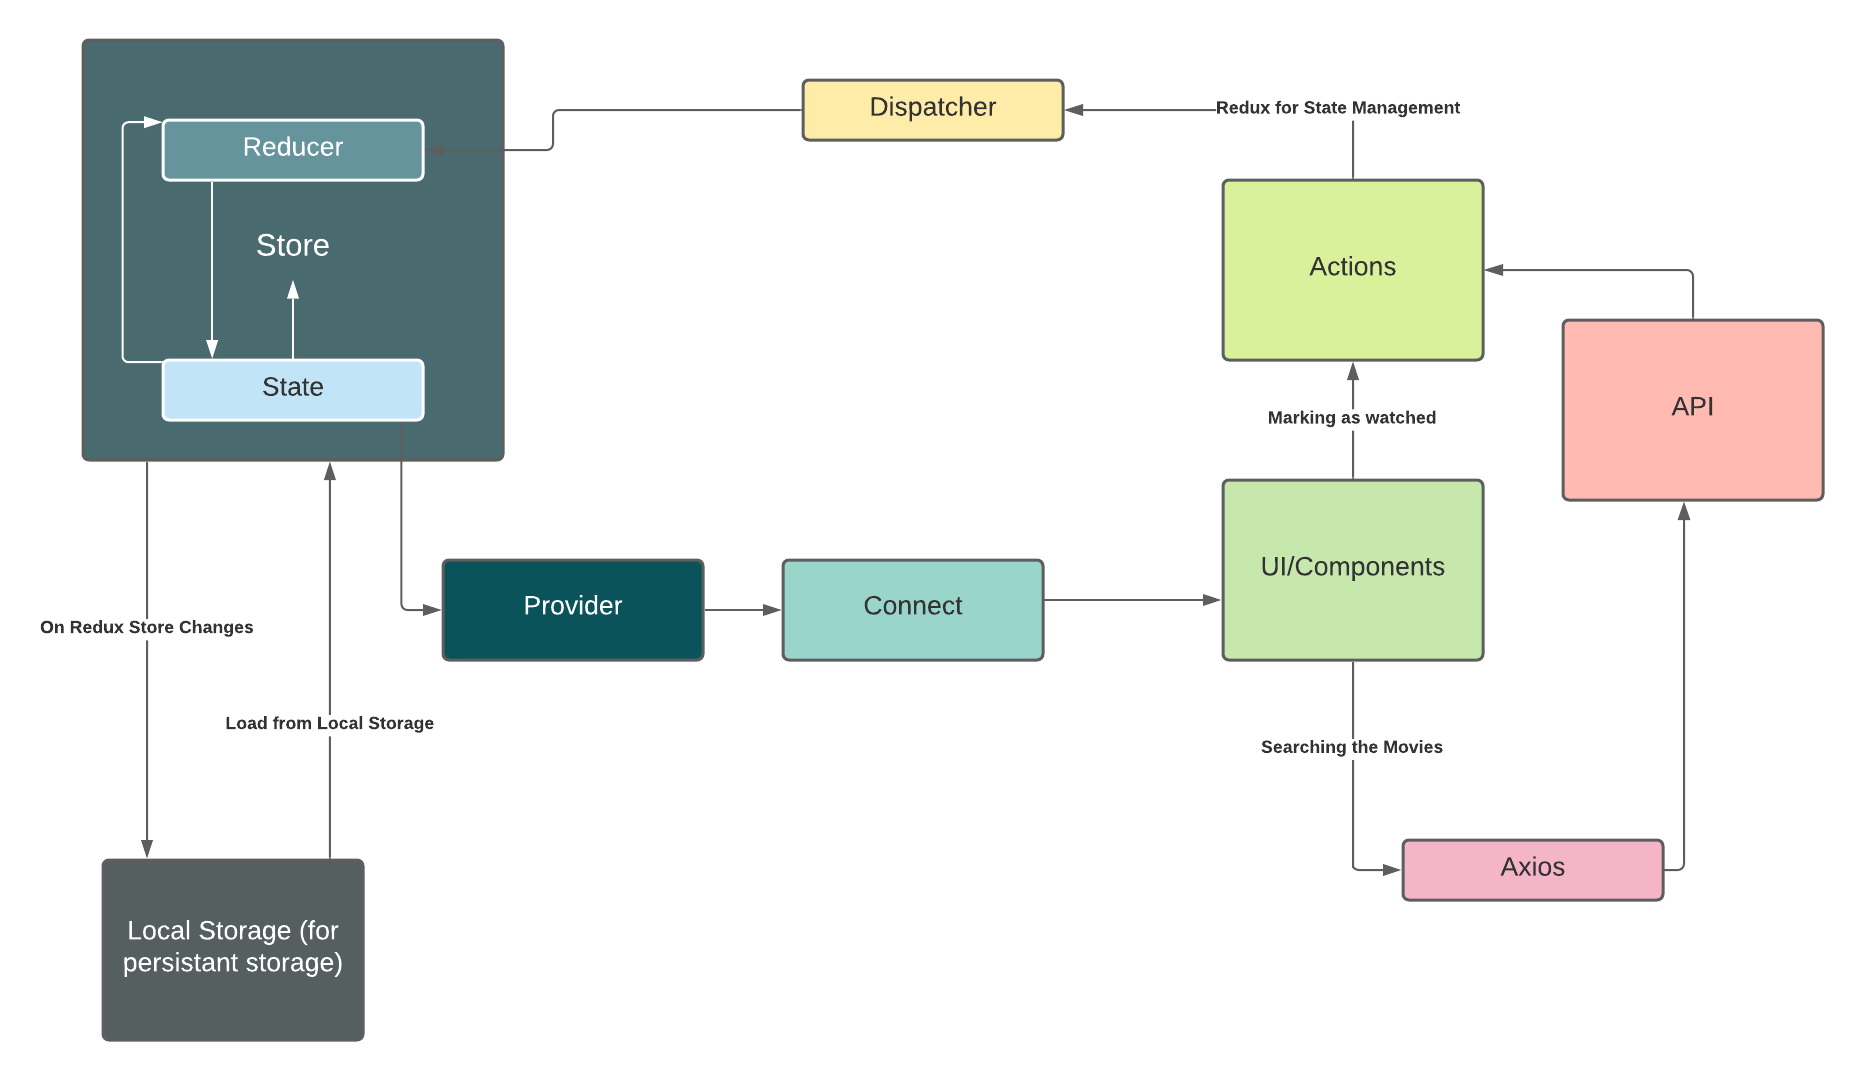 Dispatcher
Redux for State Management
Reducer
Store
Actions
State
API
Marking as watched
UI/Components
Provider
Connect
On Redux Store Changes
Load from Local Storage
Searching the Movies
Axios
Local Storage (for
persistant storage)